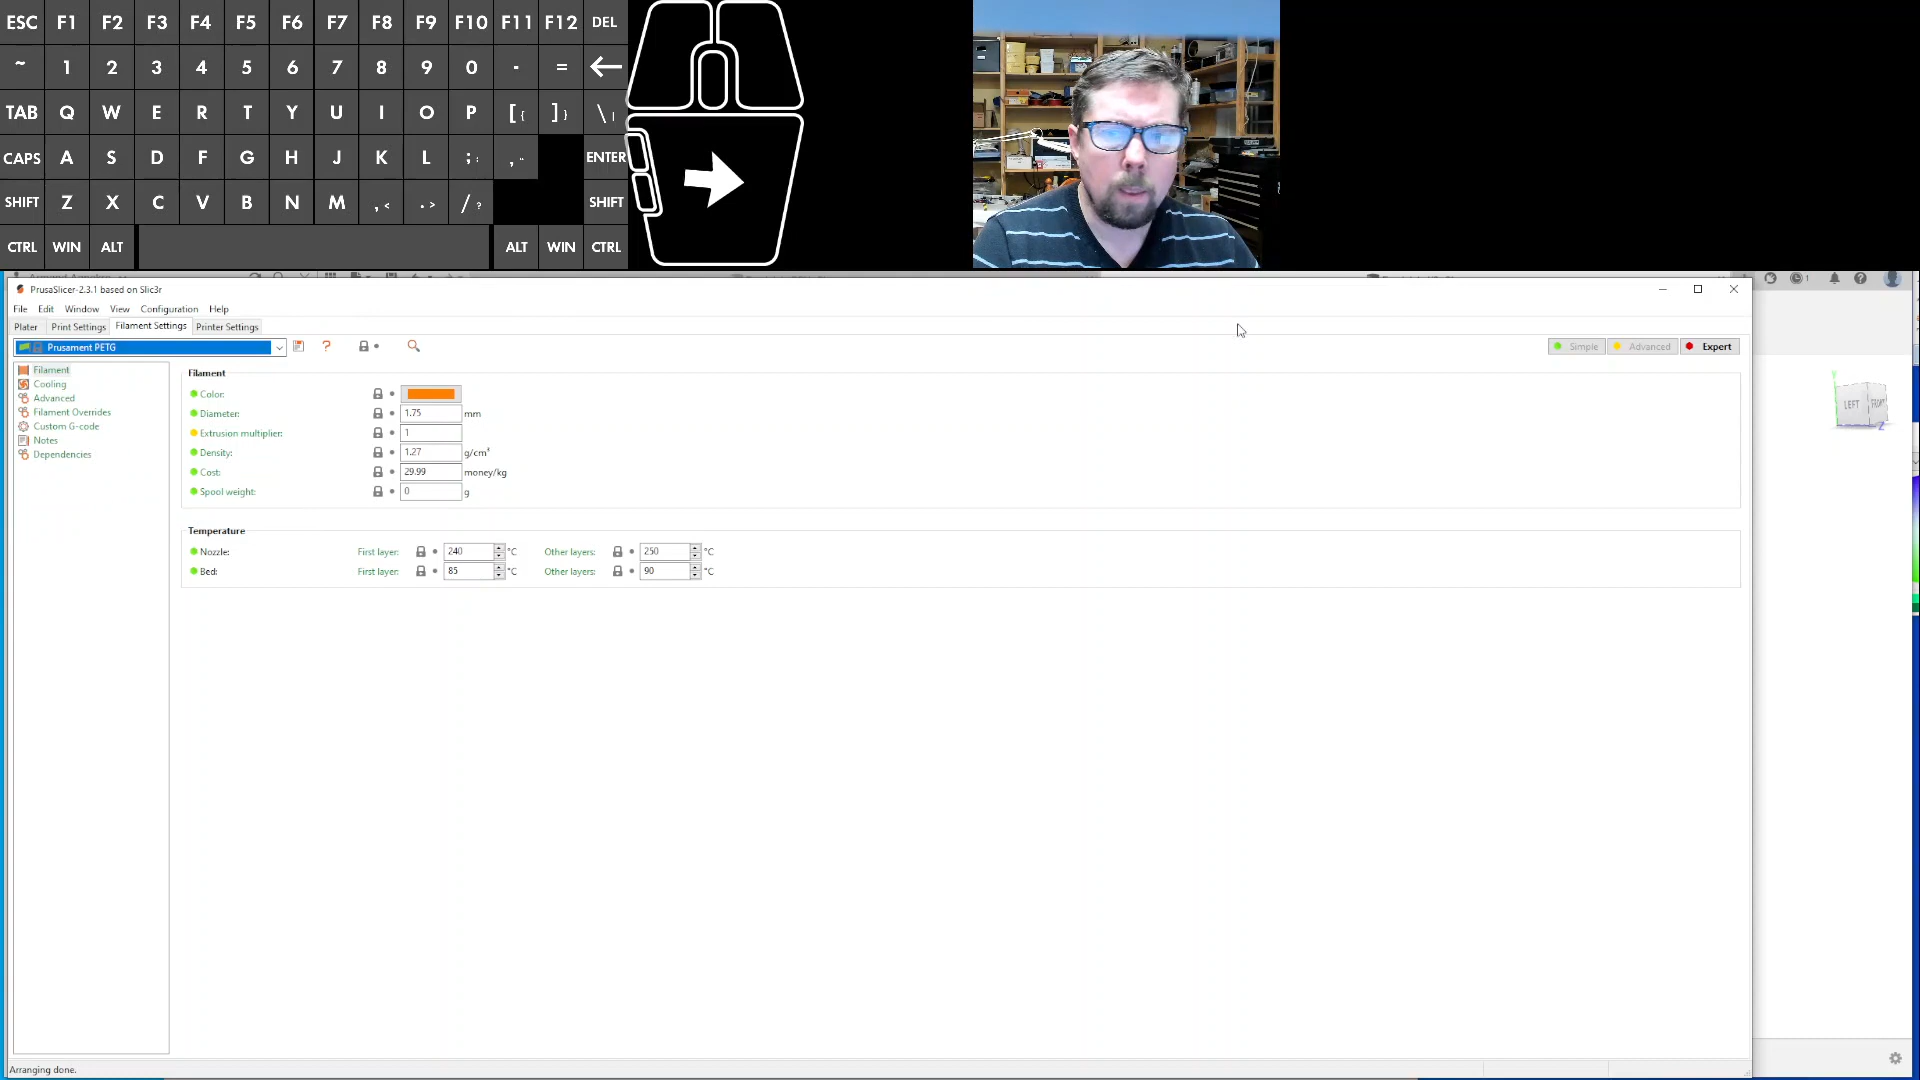 ESC F1 F2 F3 F4 F5 F6 F7 F8 F9 F10 F11 F12 DEL
~ 1 2 3 4 5 6 7 8 9 0 - =
TAB Q W E R T Y U I O P [{ ]} \|
CAPS A S D F G H J K L ;: ," ENTER
SHIFT Z X C V B N M ,< .> /? SHIFT
CTRL WIN ALT ALT WIN CTRL
PrusaSlicer-2.3.1 based on Slic3r
File Edit Window View Configuration Help
Plater Print Settings Filament Settings Printer Settings
Prusament PETG ? Simple Advanced Expert
Filament
Cooling
Advanced
Filament Overrides
Custom G-code
Notes
Dependencies
Filament
Color:
Diameter: 1.75 mm
Extrusion multiplier: 1
Density: 1.27 g/cm³
Cost: 29.99 money/kg
Spool weight: 0 g
Temperature
Nozzle: First layer: 240 °C Other layers: 250 °C
Bed: First layer: 85 °C Other layers: 90 °C
LEFT FRONT
Y
Z
1
Arranging done.